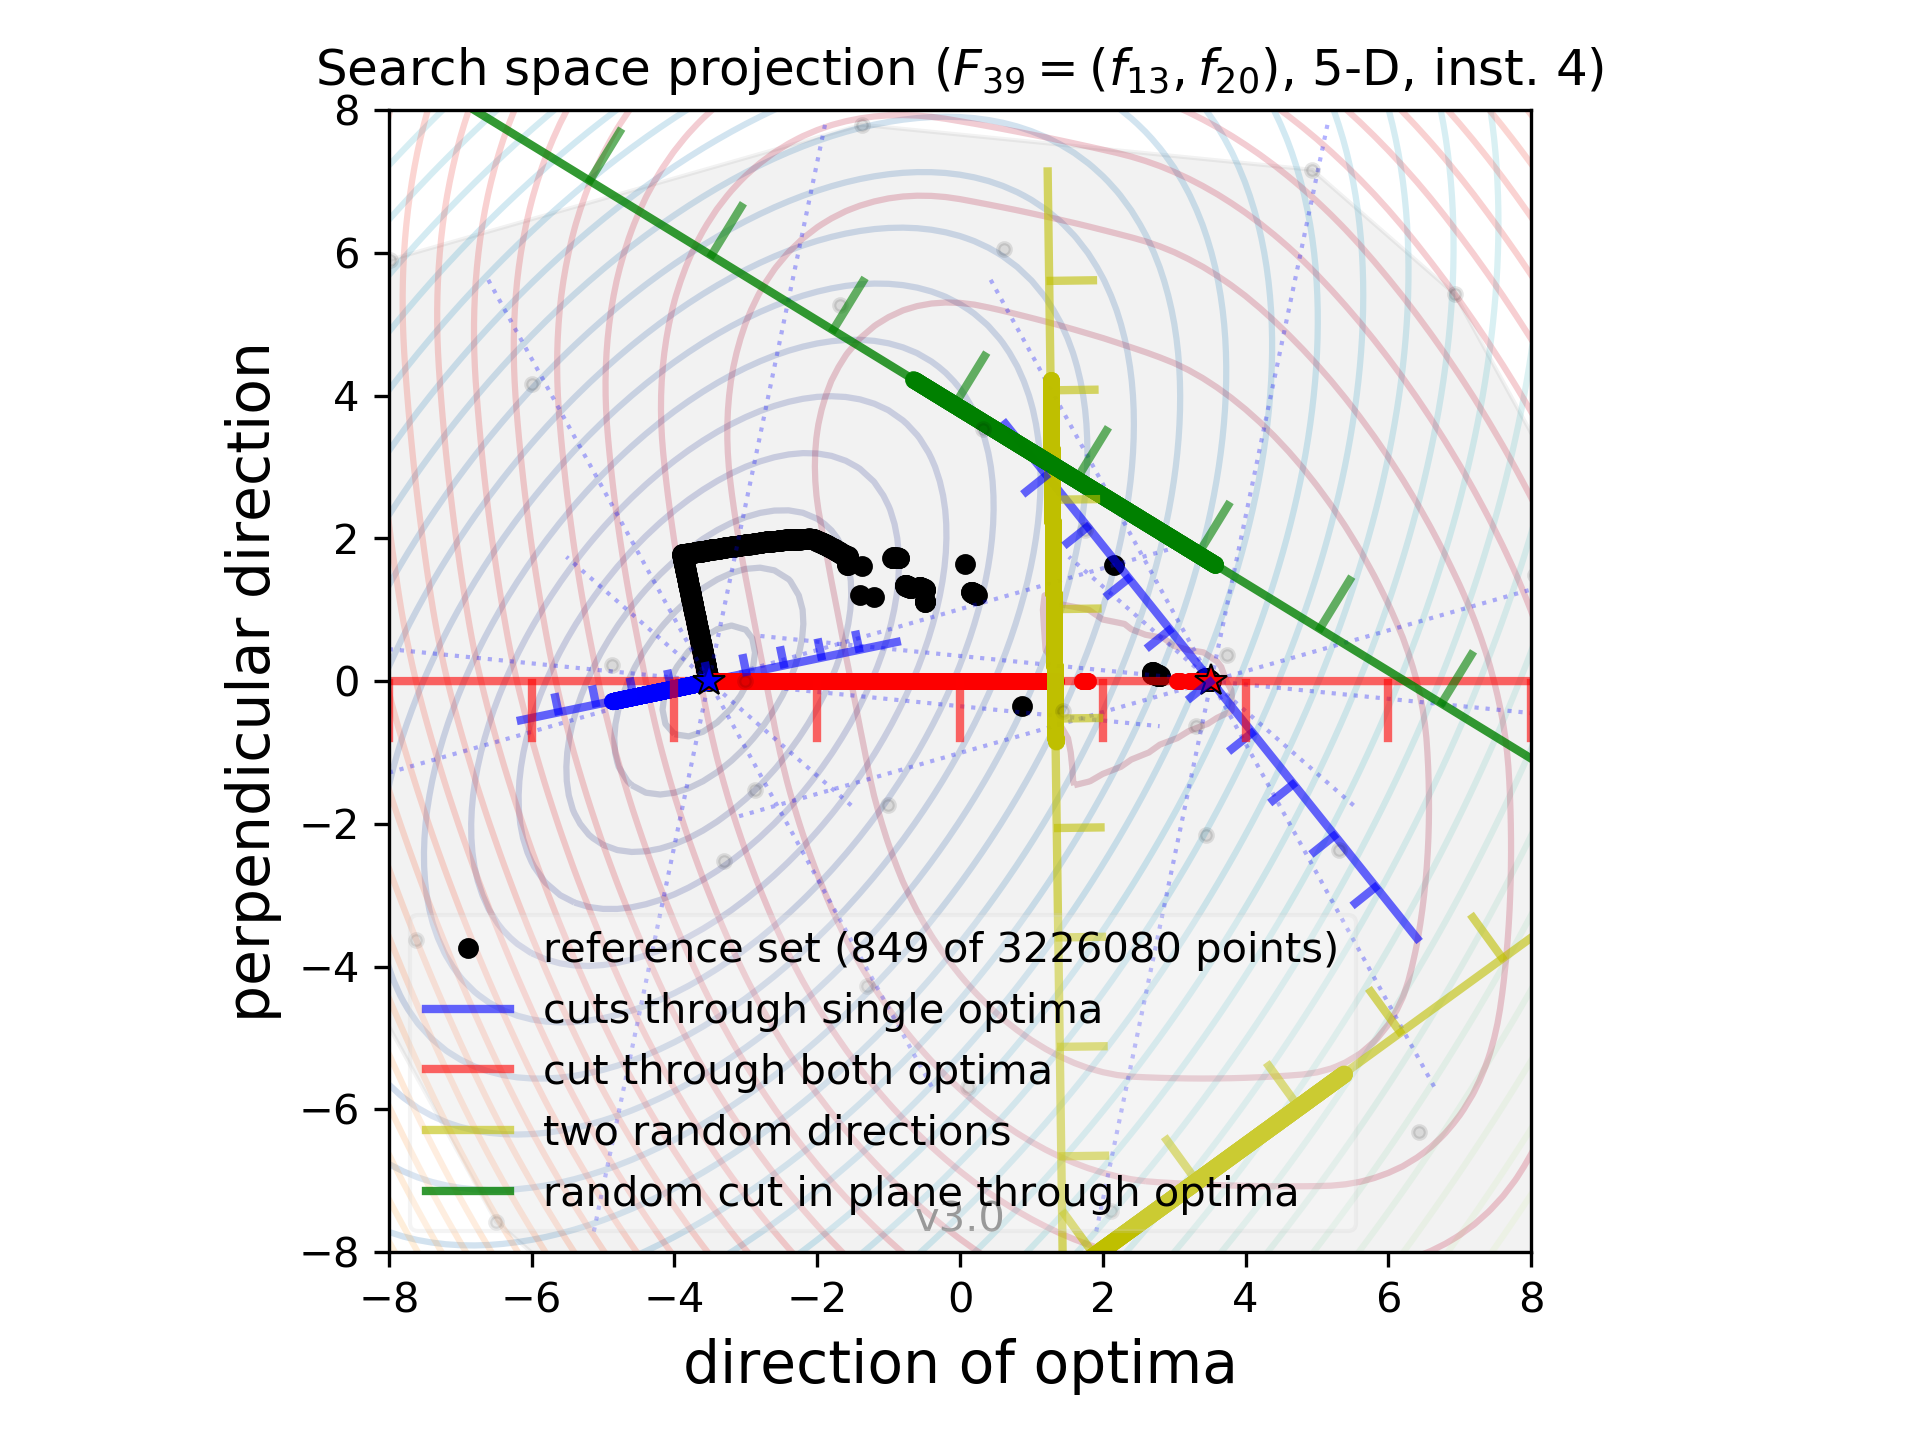 Search space projection (F₃₉ = (f₁₃, f₂₀), 5-D, inst. 4)
8
6
4
2
0
−2
−4
−6
−8
perpendicular direction
reference set (849 of 3226080 points)
cuts through single optima
cut through both optima
two random directions
random cut in plane through optima
v3.0
−8 −6 −4 −2 0 2 4 6 8
direction of optima